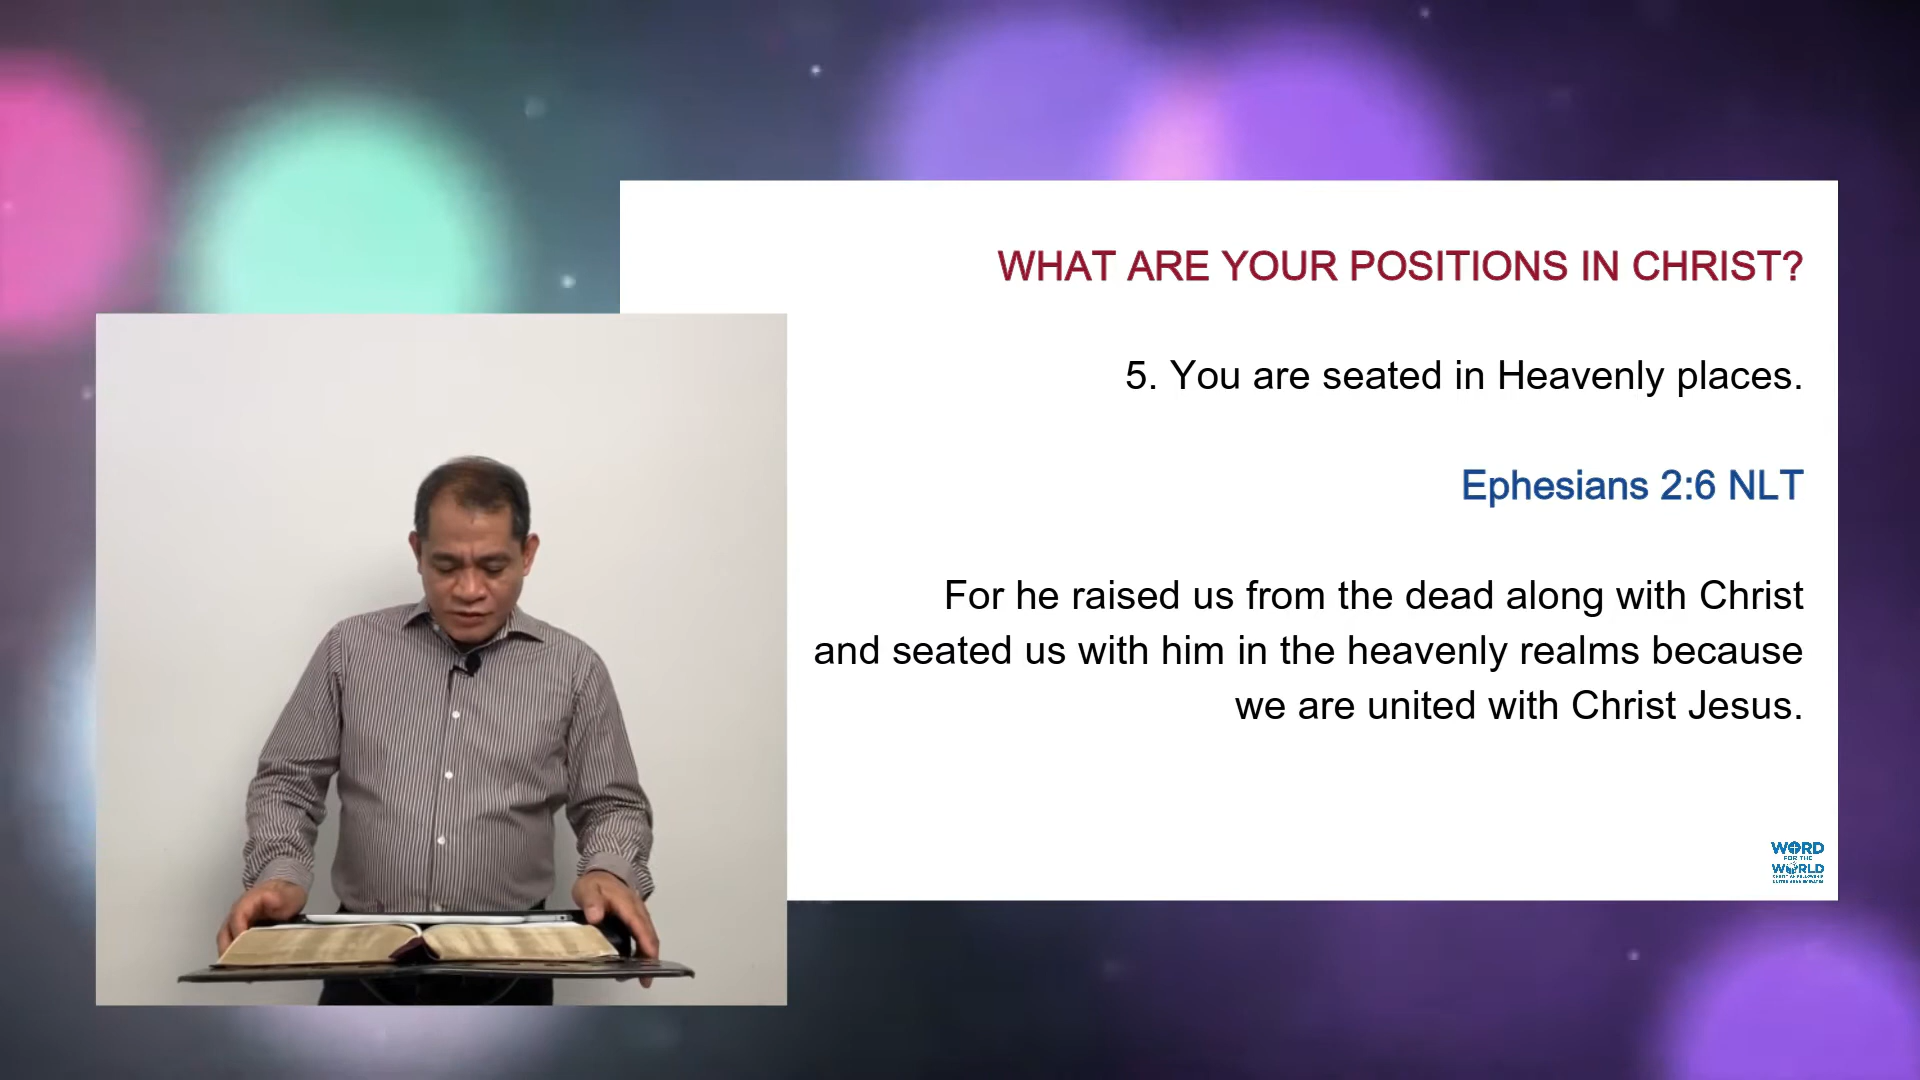 WHAT ARE YOUR POSITIONS IN CHRIST?
5. You are seated in Heavenly places.
Ephesians 2:6 NLT
For he raised us from the dead along with Christ
and seated us with him in the heavenly realms because
we are united with Christ Jesus.
WORD
FOR THE
WORLD